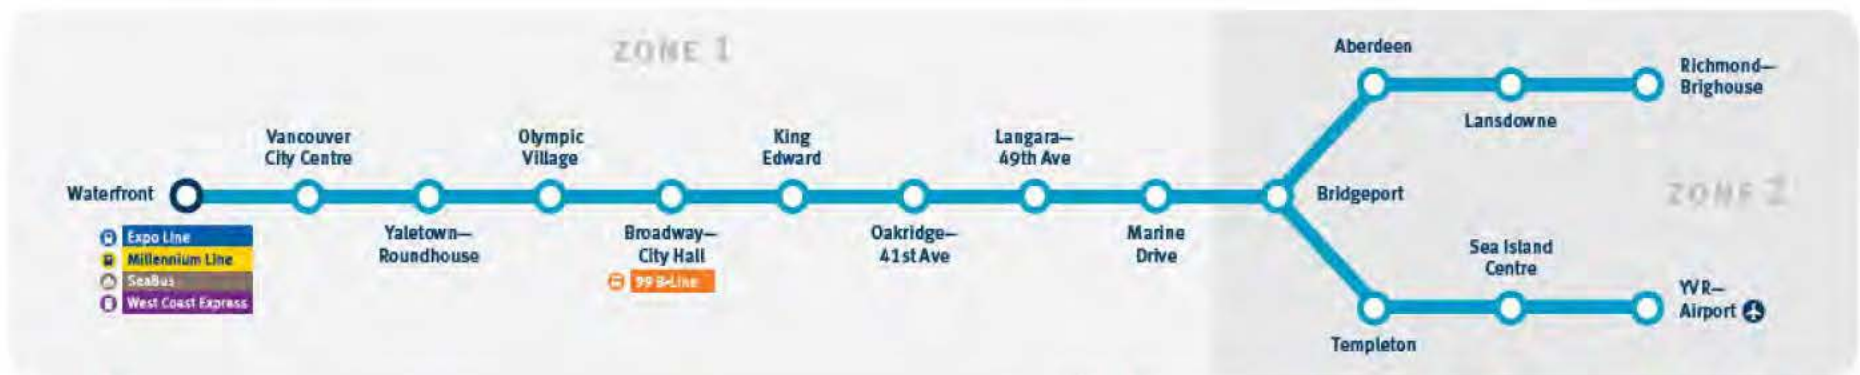 ZONE 1
Aberdeen
Richmond—
Brighouse
Lansdowne
Vancouver
City Centre
Olympic
Village
King
Edward
Langara—
49th Ave
Waterfront
Bridgeport
ZONE 2
Expo Line
Millennium Line
SeaBus
West Coast Express
Yaletown—
Roundhouse
Broadway—
City Hall
99 B-Line
Oakridge—
41st Ave
Marine
Drive
Sea Island
Centre
YVR—
Airport
Templeton